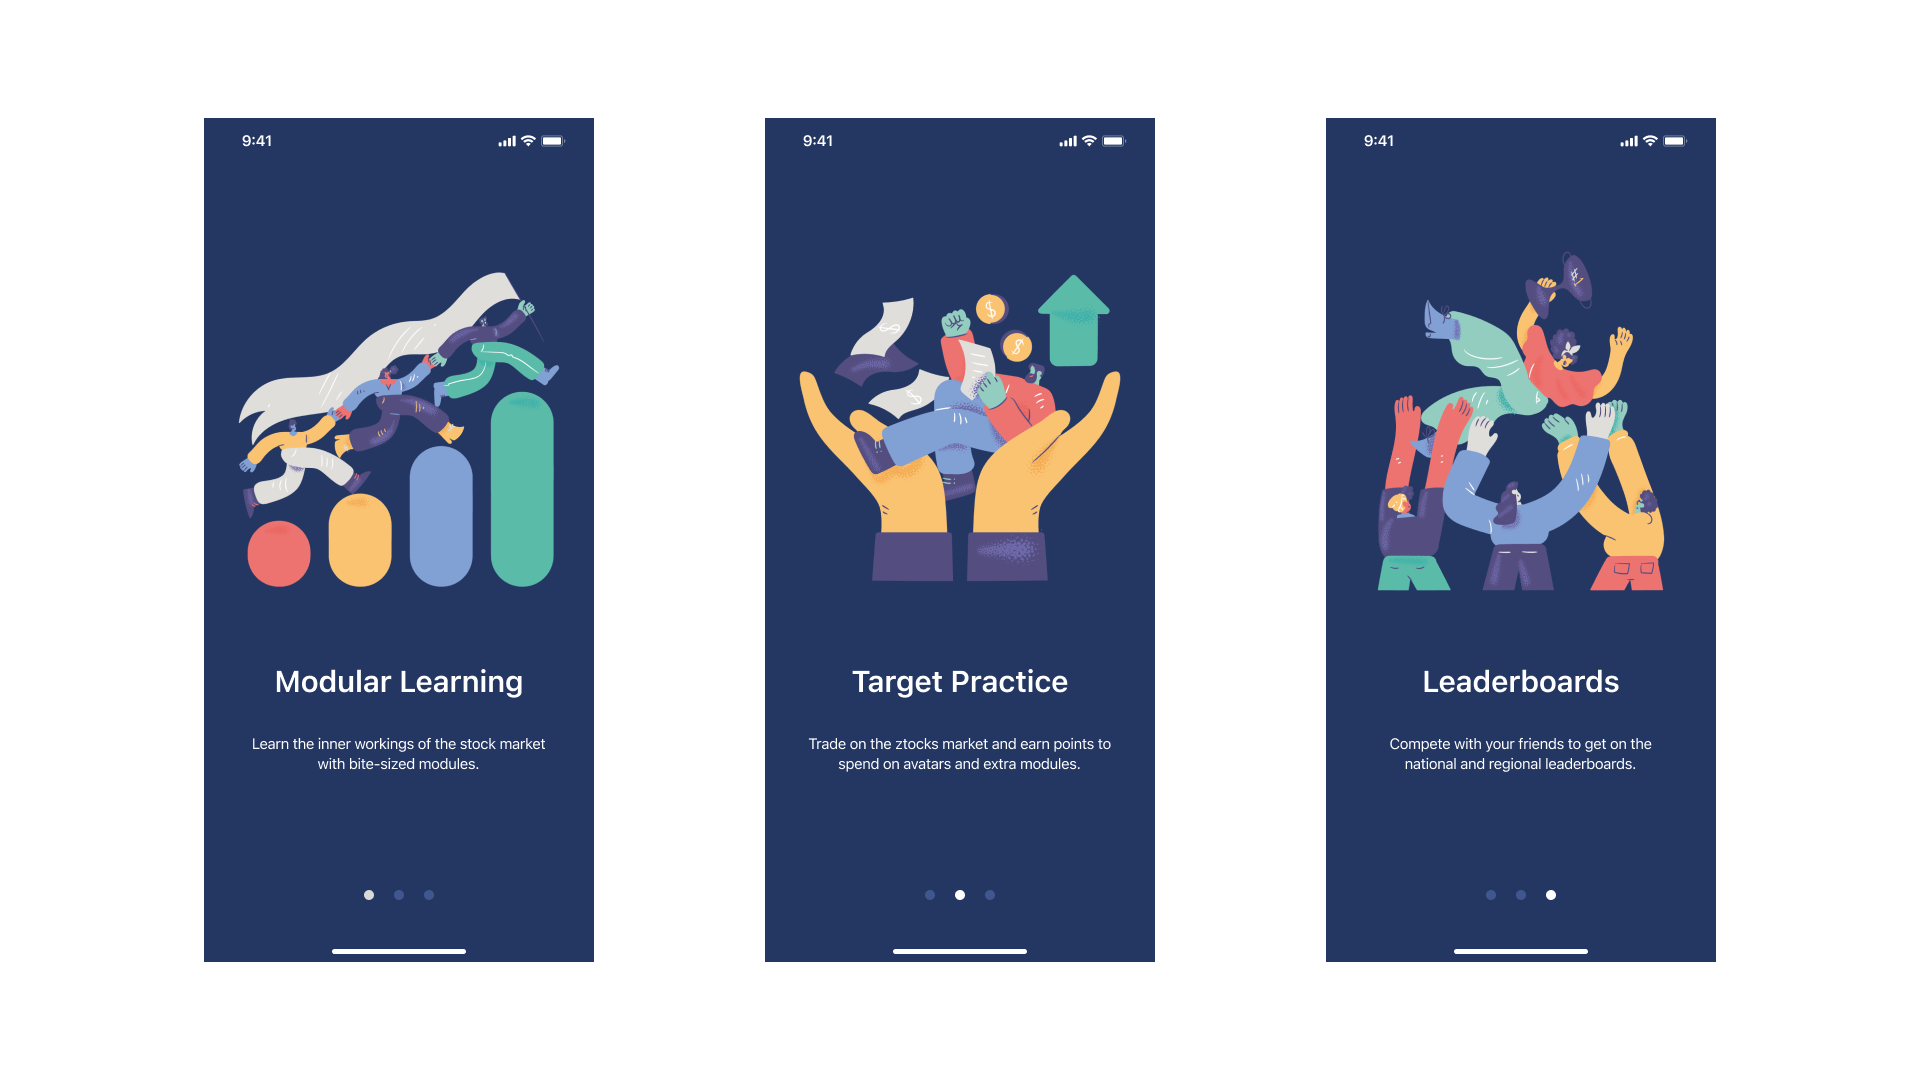 9:41
Modular Learning
Learn the inner workings of the stock market
with bite-sized modules.
9:41
$
$
$
$
Target Practice
Trade on the ztocks market and earn points to
spend on avatars and extra modules.
9:41
#1
Leaderboards
Compete with your friends to get on the
national and regional leaderboards.